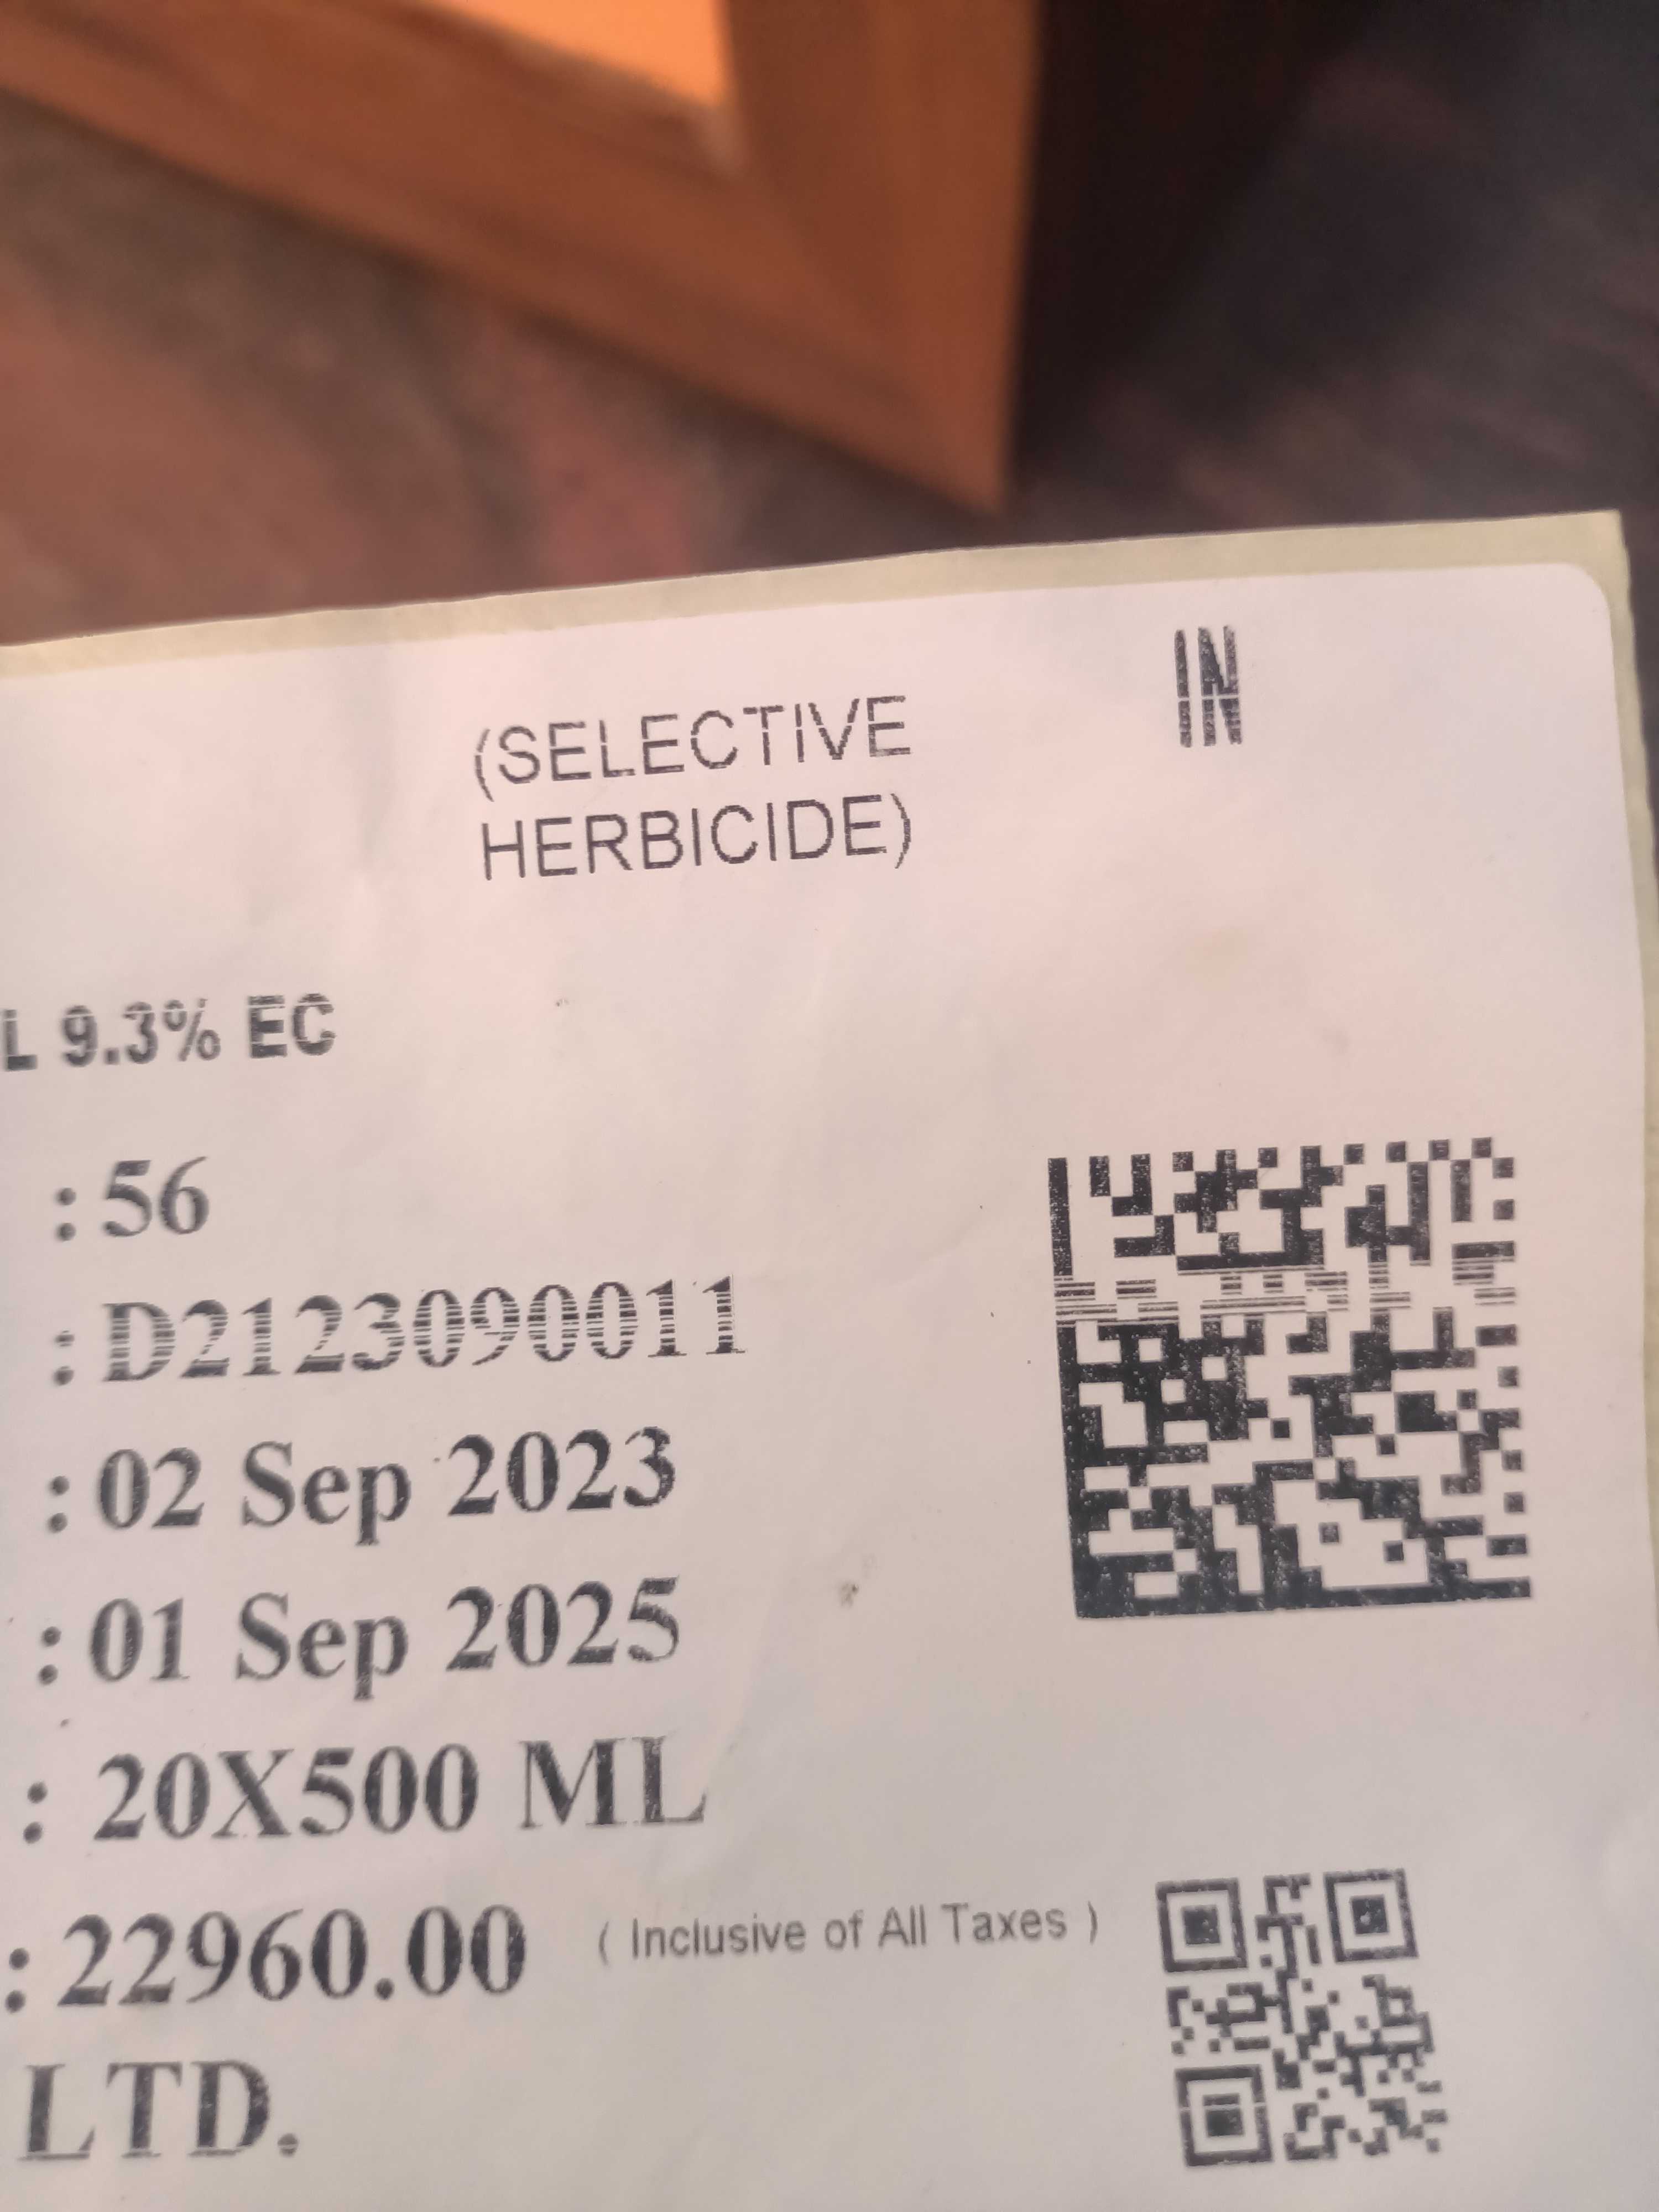 (SELECTIVE
HERBICIDE)
IN
L 9.3% EC
: 56
: D2123090011
: 02 Sep 2023
: 01 Sep 2025
: 20X500 ML
: 22960.00 ( Inclusive of All Taxes )
LTD.